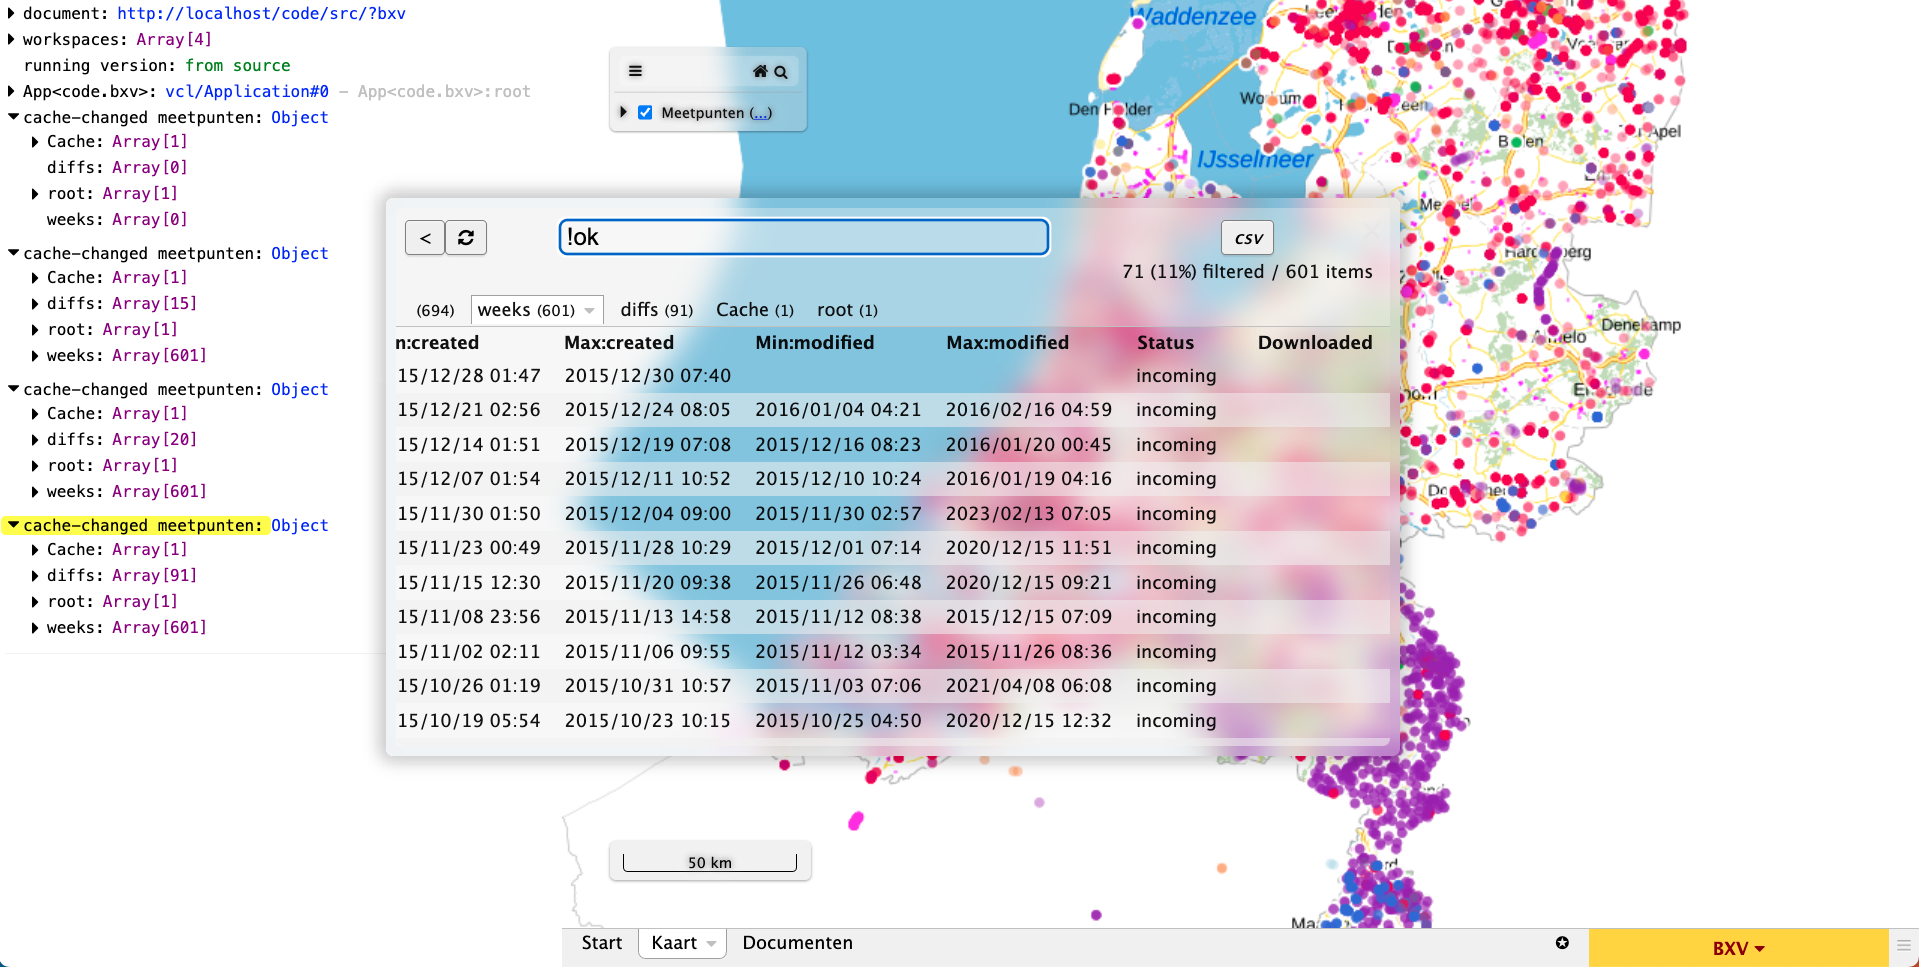 document: http://localhost/code/src/?bxv
workspaces: Array[4]
running version: from source
App<code.bxv>: vcl/Application#0 – App<code.bxv>:root
cache-changed meetpunten: Object
Cache: Array[1]
diffs: Array[0]
root: Array[1]
weeks: Array[0]
cache-changed meetpunten: Object
Cache: Array[1]
diffs: Array[15]
root: Array[1]
weeks: Array[601]
cache-changed meetpunten: Object
Cache: Array[1]
diffs: Array[20]
root: Array[1]
weeks: Array[601]
cache-changed meetpunten: Object
Cache: Array[1]
diffs: Array[91]
root: Array[1]
weeks: Array[601]
Meetpunten (...)
Waddenzee
Den Helder
IJsselmeer
Denekamp
< !ok csv
71 (11%) filtered / 601 items
(694) weeks (601) diffs (91) Cache (1) root (1)
n:created Max:created Min:modified Max:modified Status Downloaded
15/12/28 01:47 2015/12/30 07:40 incoming
15/12/21 02:56 2015/12/24 08:05 2016/01/04 04:21 2016/02/16 04:59 incoming
15/12/14 01:51 2015/12/19 07:08 2015/12/16 08:23 2016/01/20 00:45 incoming
15/12/07 01:54 2015/12/11 10:52 2015/12/10 10:24 2016/01/19 04:16 incoming
15/11/30 01:50 2015/12/04 09:00 2015/11/30 02:57 2023/02/13 07:05 incoming
15/11/23 00:49 2015/11/28 10:29 2015/12/01 07:14 2020/12/15 11:51 incoming
15/11/15 12:30 2015/11/20 09:38 2015/11/26 06:48 2020/12/15 09:21 incoming
15/11/08 23:56 2015/11/13 14:58 2015/11/12 08:38 2015/12/15 07:09 incoming
15/11/02 02:11 2015/11/06 09:55 2015/11/12 03:34 2015/11/26 08:36 incoming
15/10/26 01:19 2015/10/31 10:57 2015/11/03 07:06 2021/04/08 06:08 incoming
15/10/19 05:54 2015/10/23 10:15 2015/10/25 04:50 2020/12/15 12:32 incoming
50 km
Start Kaart Documenten
BXV